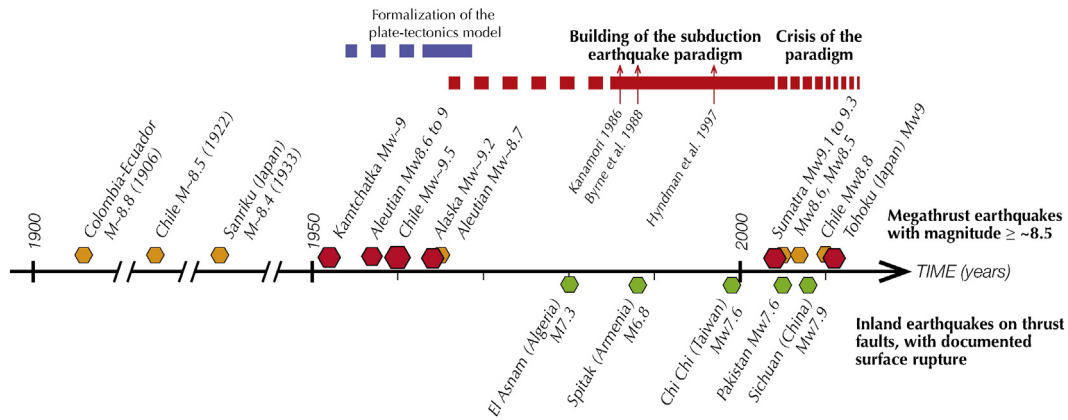 Formalization of the
plate-tectonics model
Building of the subduction
earthquake paradigm
Crisis of the
paradigm
Kanamori 1986
Byrne et al. 1988
Hyndman et al. 1997
1900
Colombia-Ecuador
M~8.8 (1906)
Chile M~8.5 (1922)
Sanriku (Japan)
M~8.4 (1933)
1950
Kamtchatka Mw~9
Aleutian Mw8.6 to 9
Chile Mw~9.5
Alaska Mw~9.2
Aleutian Mw~8.7
2000
Sumatra Mw9.1 to 9.3
Mw8.6, Mw8.5
Chile Mw8.8
Tohoku (Japan) Mw9
Megathrust earthquakes
with magnitude ≥ ~8.5
TIME (years)
El Asnam (Algeria)
M7.3
Spitak (Armenia)
M6.8
Chi Chi (Taiwan)
Mw7.6
Pakistan Mw7.6
Sichuan (China)
Mw7.9
Inland earthquakes on thrust
faults, with documented
surface rupture